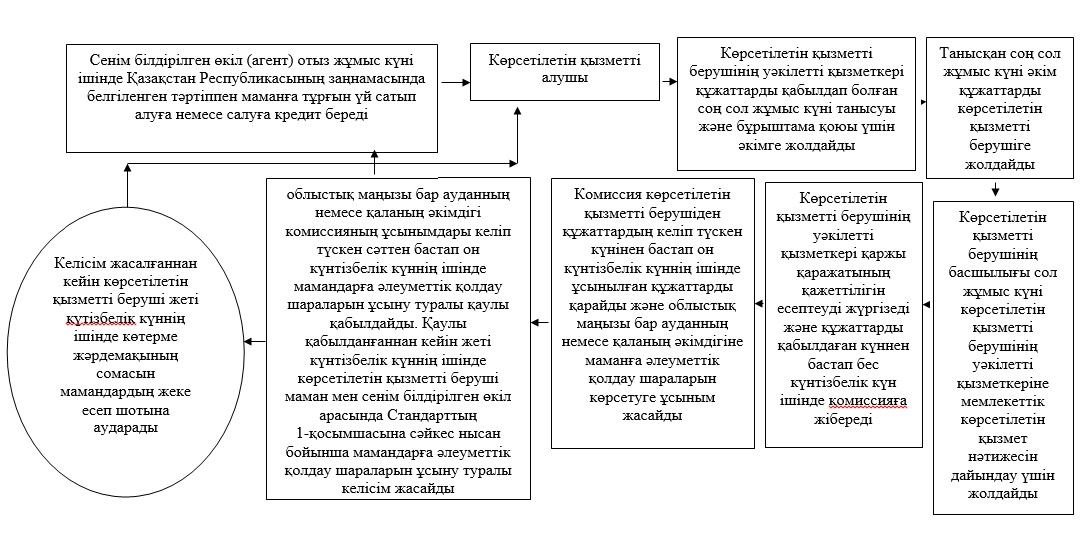 Сенім білдірілген өкіл (агент) отыз жұмыс күні
ішінде Қазақстан Республикасының заңнамасында
белгіленген тәртіппен маманға тұрғын үй сатып
алуға немесе салуға кредит береді
Көрсетілетін қызметті
алушы
Көрсетілетін қызметті
берушінің уәкілетті қызметкері
құжаттарды қабылдап болған
соң сол жұмыс күні танысуы
және бұрыштама қоюы үшін
әкімге жолдайды
Танысқан соң сол
жұмыс күні әкім
құжаттарды
көрсетілетін
қызметті
берушіге
жолдайды
Көрсетілетін
қызметті
берушінің
басшылығы сол
жұмыс күні
көрсетілетін
қызметті
берушінің
уәкілетті
қызметкеріне
мемлекеттік
көрсетілетін
қызмет
нәтижесін
дайындау үшін
жолдайды
Көрсетілетін
қызметті берушінің
уәкілетті
қызметкері қаржы
қаражатының
қажеттілігін
есептеуді жүргізеді
және құжаттарды
қабылдаған күннен
бастап бес
күнтізбелік күн
ішінде қомиссияға
жібереді
Комиссия көрсетілетін
қызметті берушіден
құжаттардың келіп түскен
күнінен бастап он
күнтізбелік күннің ішінде
ұсынылған құжаттарды
қарайды және облыстық
маңызы бар ауданның
немесе қаланың әкімдігіне
маманға әлеуметтік
қолдау шараларын
көрсетуге ұсыным
жасайды
облыстық маңызы бар ауданның
немесе қаланың әкімдігі
комиссияның ұсынымдары келіп
түскен сәттен бастап он
күнтізбелік күннің ішінде
мамандарға әлеуметтік қолдау
шараларын ұсыну туралы қаулы
қабылдайды. Қаулы
қабылданғаннан кейін жеті
күнтізбелік күннің ішінде
көрсетілетін қызметті беруші
маман мен сенім білдірілген өкіл
арасында Стандарттың
1-қосымшасына сәйкес нысан
бойынша мамандарға әлеуметтік
қолдау шараларын ұсыну туралы
келісім жасайды
Келісім жасалғаннан
кейін көрсетілетін
қызметті беруші жеті
құтізбелік күннің
ішінде көтерме
жәрдемақының
сомасын
мамандардың жеке
есеп шотына
аударады